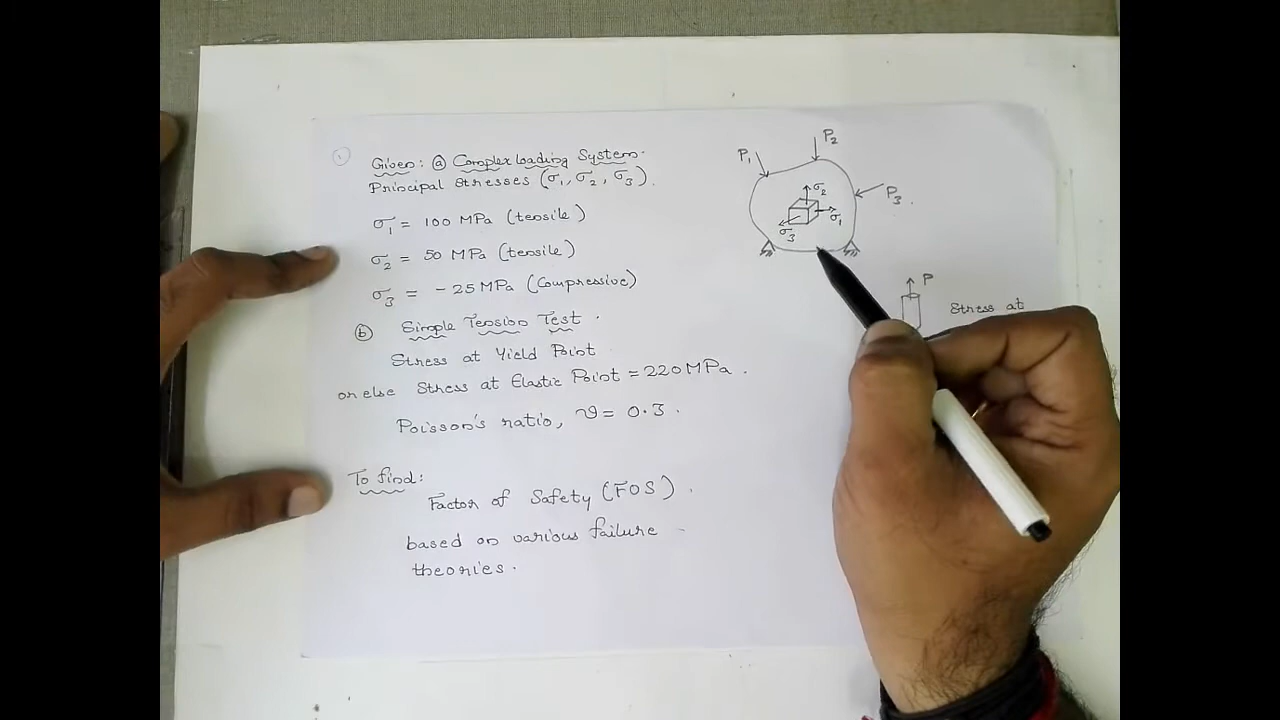 1
Given: (a) Complex loading System.
Principal Stresses (σ1, σ2, σ3).
σ1 = 100 MPa (tensile)
σ2 = 50 MPa (tensile)
σ3 = - 25 MPa (Compressive)
(b) Simple Tension Test.
Stress at Yield Point
or else Stress at Elastic Point = 220 MPa.
Poisson's ratio, ϑ = 0.3.
To find:
Factor of Safety (FOS).
based on various failure
theories.
P1
P2
P3.
σ2
σ1
σ3
P
Stress at